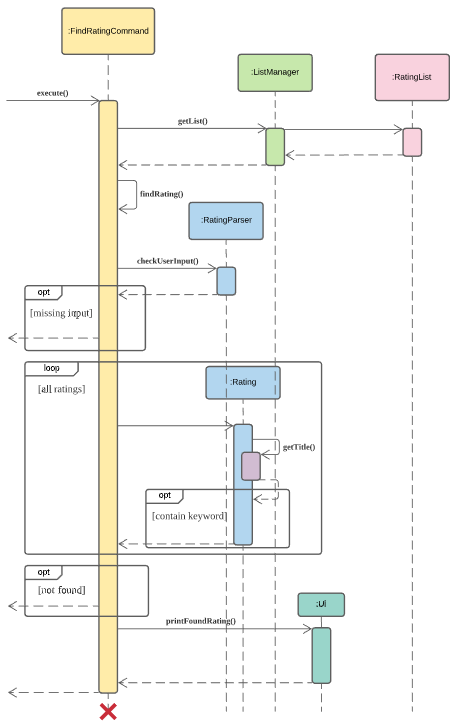 :FindRatingCommand
:ListManager
:RatingList
execute()
getList()
findRating()
:RatingParser
checkUserInput()
opt
[missing input]
loop
:Rating
[all ratings]
getTitle()
opt
[contain keyword]
opt
[not found]
:Ui
printFoundRating()